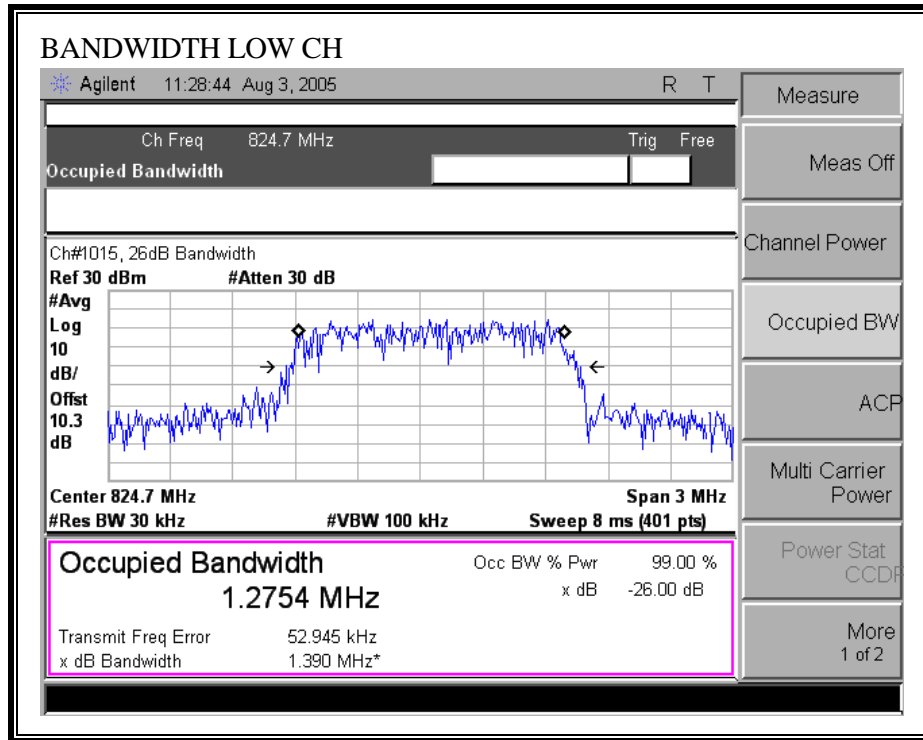 BANDWIDTH LOW CH
Agilent 11:28:44 Aug 3, 2005 R T
Ch Freq 824.7 MHz Trig Free
Occupied Bandwidth
Ch#1015, 26dB Bandwidth
Ref 30 dBm #Atten 30 dB
#Avg
Log
10
dB/
Offst
10.3
dB
Center 824.7 MHz Span 3 MHz
#Res BW 30 kHz #VBW 100 kHz Sweep 8 ms (401 pts)
Occupied Bandwidth Occ BW % Pwr 99.00 %
1.2754 MHz x dB -26.00 dB
Transmit Freq Error 52.945 kHz
x dB Bandwidth 1.390 MHz*
Measure
Meas Off
Channel Power
Occupied BW
ACP
Multi Carrier
Power
Power Stat
CCDF
More
1 of 2